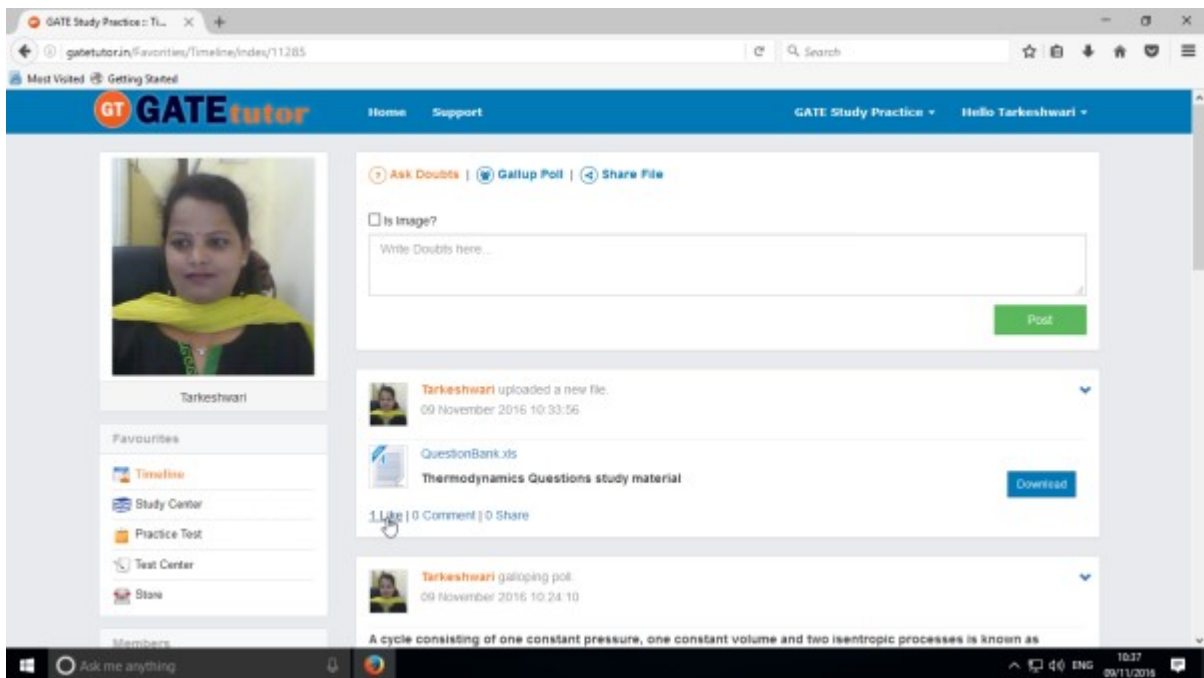 GATE Study Practice :: Ti...
gatetutor.in/Favorities/Timeline/Index/11285
Search
Most Visited Getting Started
GT GATEtutor Home Support GATE Study Practice Hello Tarkeshwari
Ask Doubts | Gallup Poll | Share File
Is Image?
Write Doubts here...
Post
Tarkeshwari
Favourites
Timeline
Study Center
Practice Test
Test Center
Store
Members
Tarkeshwari uploaded a new file.
09 November 2016 10:33:56
QuestionBank.xls
Thermodynamics Questions study material
Download
1 Like | 0 Comment | 0 Share
Tarkeshwari galloping poll.
09 November 2016 10:24:10
A cycle consisting of one constant pressure, one constant volume and two isentropic processes is known as
Ask me anything
ENG
10:37
09/11/2016